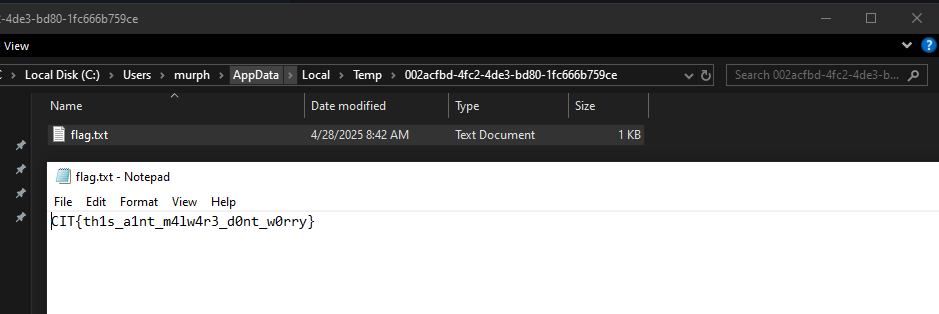 2-4de3-bd80-1fc666b759ce
View
Local Disk (C:) > Users > murph > AppData > Local > Temp > 002acfbd-4fc2-4de3-bd80-1fc666b759ce
Search 002acfbd-4fc2-4de3-b...
Name Date modified Type Size
flag.txt 4/28/2025 8:42 AM Text Document 1 KB
flag.txt - Notepad
File Edit Format View Help
CIT{th1s_a1nt_m4lw4r3_d0nt_w0rry}